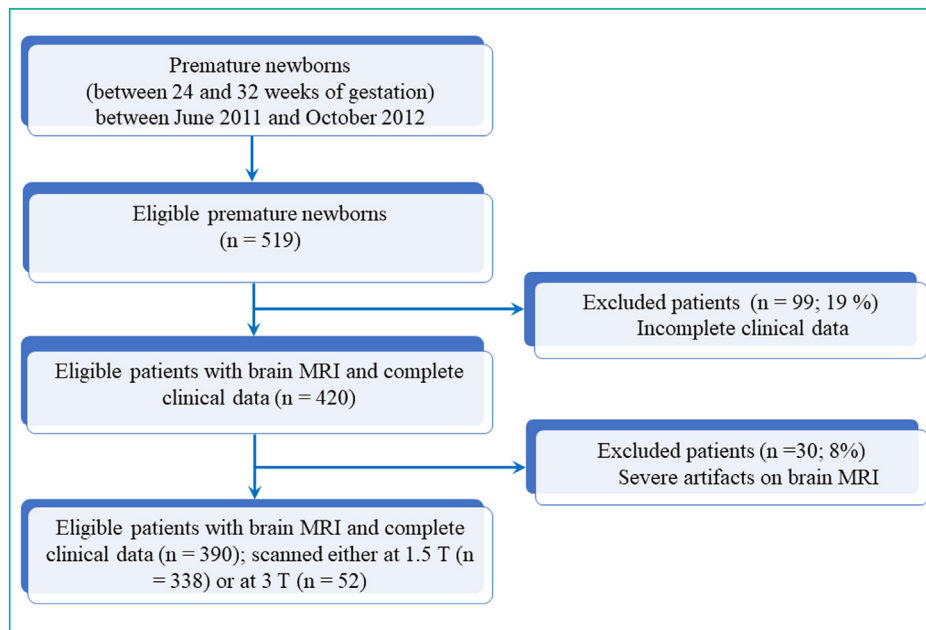 Premature newborns
(between 24 and 32 weeks of gestation)
between June 2011 and October 2012
Eligible premature newborns
(n = 519)
Excluded patients (n = 99; 19 %)
Incomplete clinical data
Eligible patients with brain MRI and complete
clinical data (n = 420)
Excluded patients (n =30; 8%)
Severe artifacts on brain MRI
Eligible patients with brain MRI and complete
clinical data (n = 390); scanned either at 1.5 T (n
= 338) or at 3 T (n = 52)